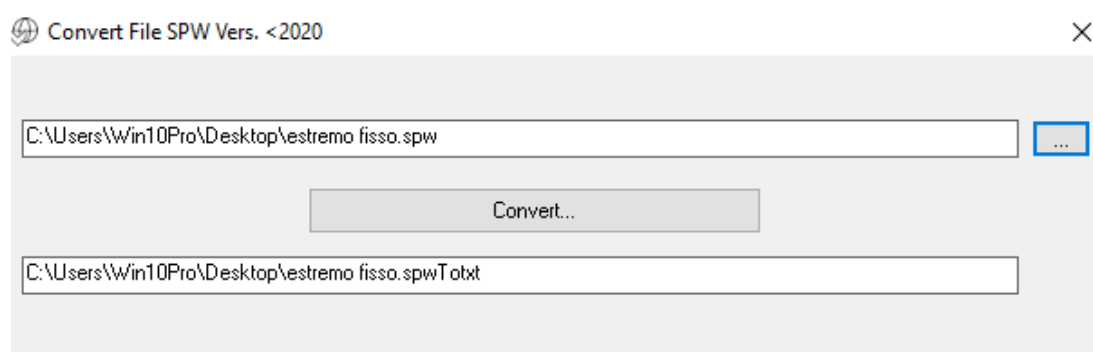 Convert File SPW Vers. <2020
C:\Users\Win10Pro\Desktop\estremo fisso.spw
...
Convert...
C:\Users\Win10Pro\Desktop\estremo fisso.spwTotxt